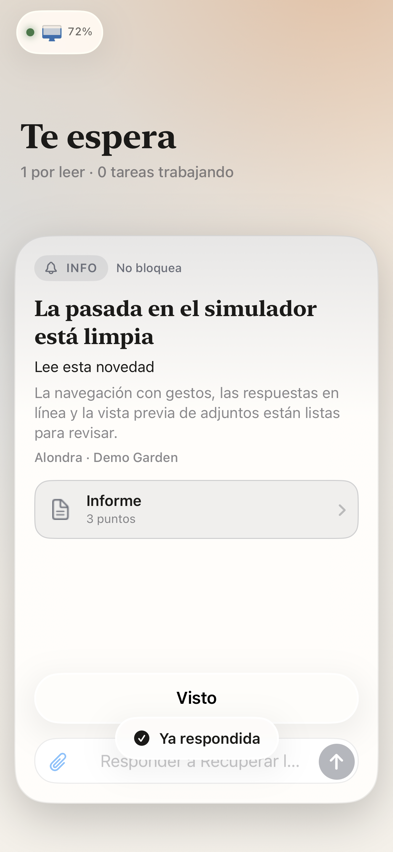 72%
Te espera
1 por leer · 0 tareas trabajando
INFO No bloquea
La pasada en el simulador
está limpia
Lee esta novedad
La navegación con gestos, las respuestas en
línea y la vista previa de adjuntos están listas
para revisar.
Alondra · Demo Garden
Informe
3 puntos
Visto
Ya respondida
Responder a Recuperar l...